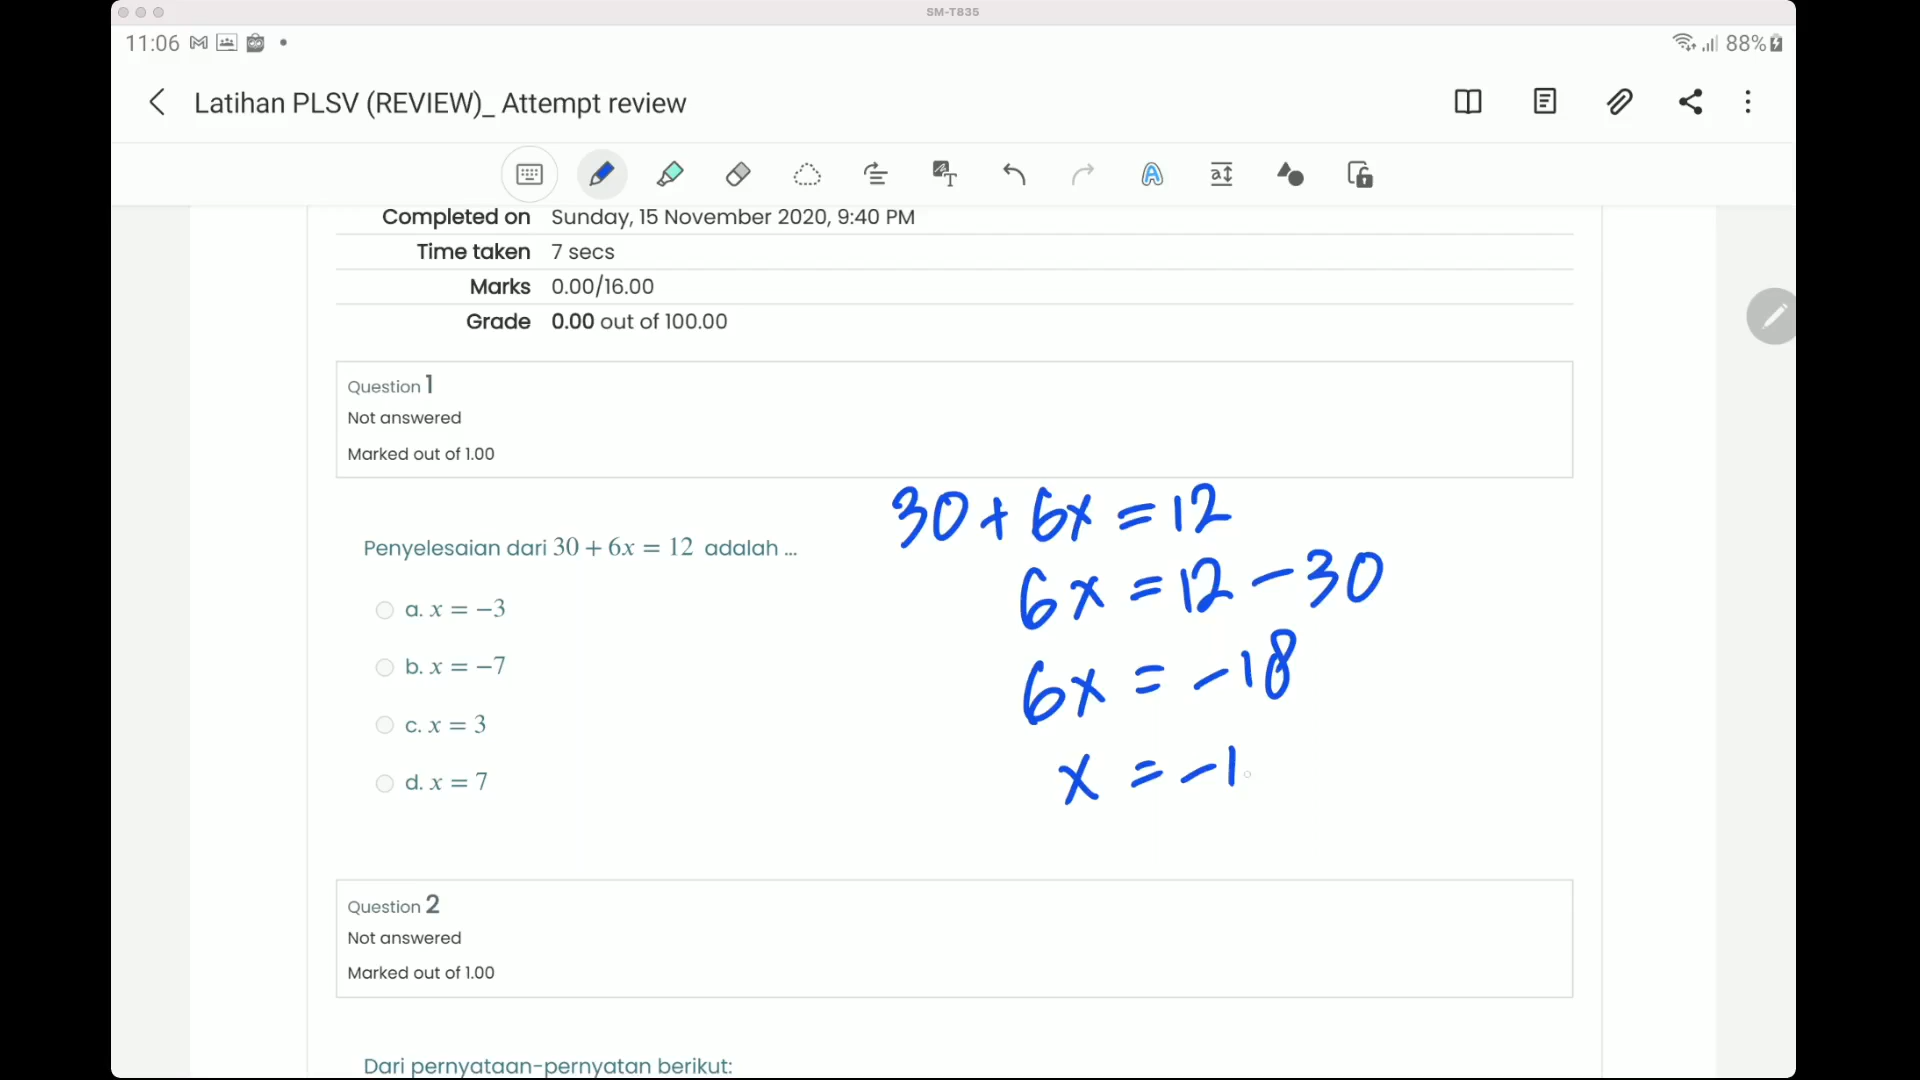 SM-T835
11:06
88%
Latihan PLSV (REVIEW)_ Attempt review
Completed on Sunday, 15 November 2020, 9:40 PM
Time taken 7 secs
Marks 0.00/16.00
Grade 0.00 out of 100.00
Question 1
Not answered
Marked out of 1.00
Penyelesaian dari 30 + 6x = 12 adalah ...
a. x = −3
b. x = −7
c. x = 3
d. x = 7
30 + 6x = 12
6x = 12 − 30
6x = −18
x = −1
Question 2
Not answered
Marked out of 1.00
Dari pernyataan-pernyatan berikut: